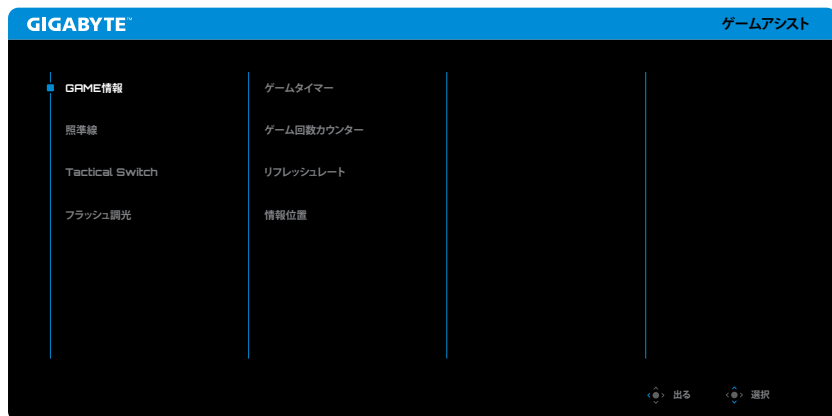 GIGABYTE™
ゲームアシスト
GAME情報
照準線
Tactical Switch
フラッシュ調光
ゲームタイマー
ゲーム回数カウンター
リフレッシュレート
情報位置
出る
選択